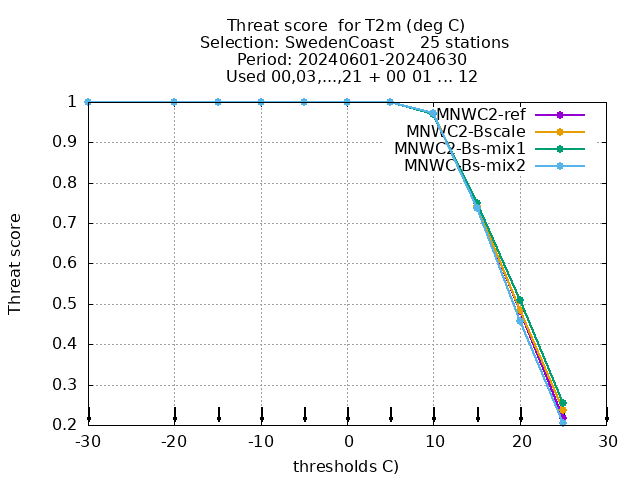 Threat score  for T2m (deg C)
Selection: SwedenCoast     25 stations
Period: 20240601-20240630
Used 00,03,...,21 + 00 01 ... 12
MNWC2-ref
MNWC2-Bscale
MNWC2-Bs-mix1
MNWC-Bs-mix2
Threat score
1
0.9
0.8
0.7
0.6
0.5
0.4
0.3
0.2
-30
-20
-10
0
10
20
30
thresholds C)